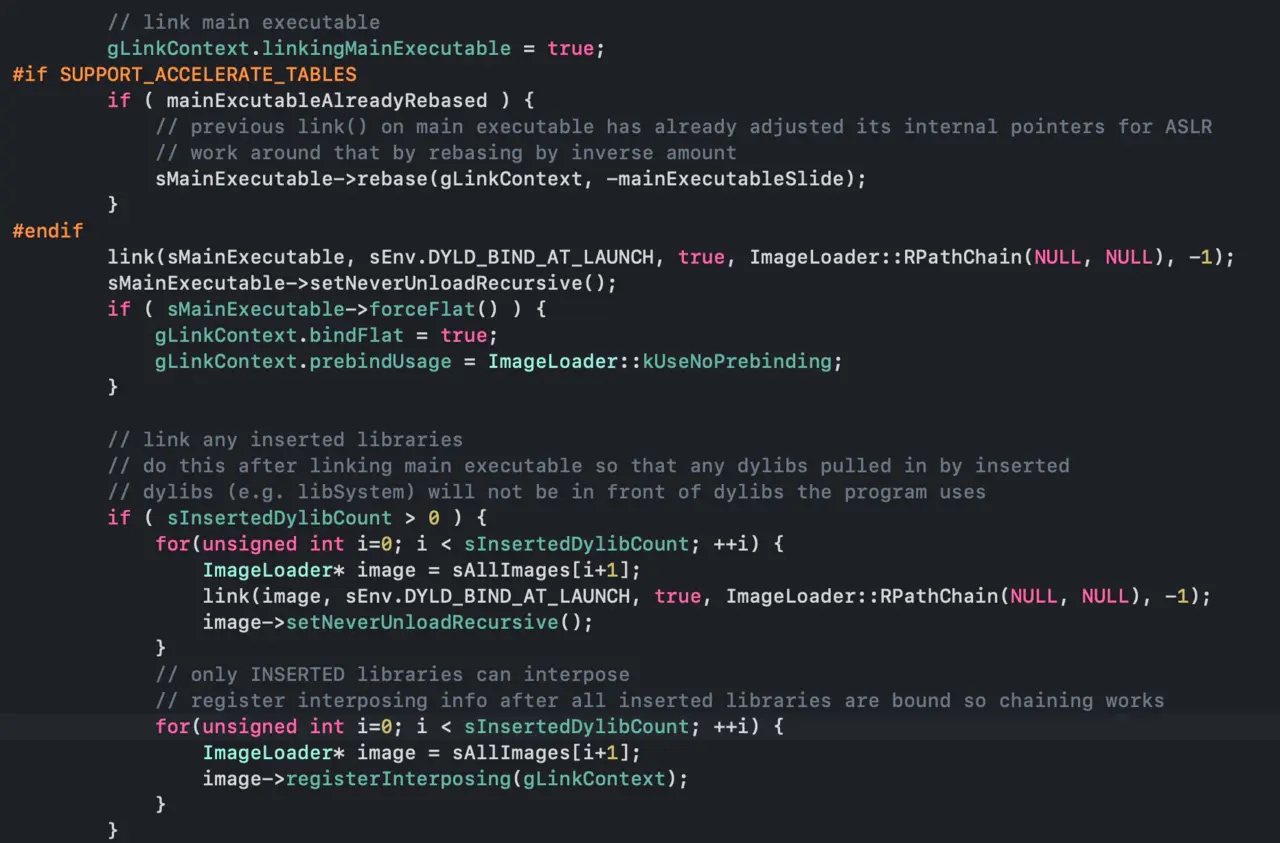 // link main executable
gLinkContext.linkingMainExecutable = true;
#if SUPPORT_ACCELERATE_TABLES
if ( mainExcutableAlreadyRebased ) {
// previous link() on main executable has already adjusted its internal pointers for ASLR
// work around that by rebasing by inverse amount
sMainExecutable->rebase(gLinkContext, -mainExecutableSlide);
}
#endif
link(sMainExecutable, sEnv.DYLD_BIND_AT_LAUNCH, true, ImageLoader::RPathChain(NULL, NULL), -1);
sMainExecutable->setNeverUnloadRecursive();
if ( sMainExecutable->forceFlat() ) {
gLinkContext.bindFlat = true;
gLinkContext.prebindUsage = ImageLoader::kUseNoPrebinding;
}
// link any inserted libraries
// do this after linking main executable so that any dylibs pulled in by inserted
// dylibs (e.g. libSystem) will not be in front of dylibs the program uses
if ( sInsertedDylibCount > 0 ) {
for(unsigned int i=0; i < sInsertedDylibCount; ++i) {
ImageLoader* image = sAllImages[i+1];
link(image, sEnv.DYLD_BIND_AT_LAUNCH, true, ImageLoader::RPathChain(NULL, NULL), -1);
image->setNeverUnloadRecursive();
}
// only INSERTED libraries can interpose
// register interposing info after all inserted libraries are bound so chaining works
for(unsigned int i=0; i < sInsertedDylibCount; ++i) {
ImageLoader* image = sAllImages[i+1];
image->registerInterposing(gLinkContext);
}
}